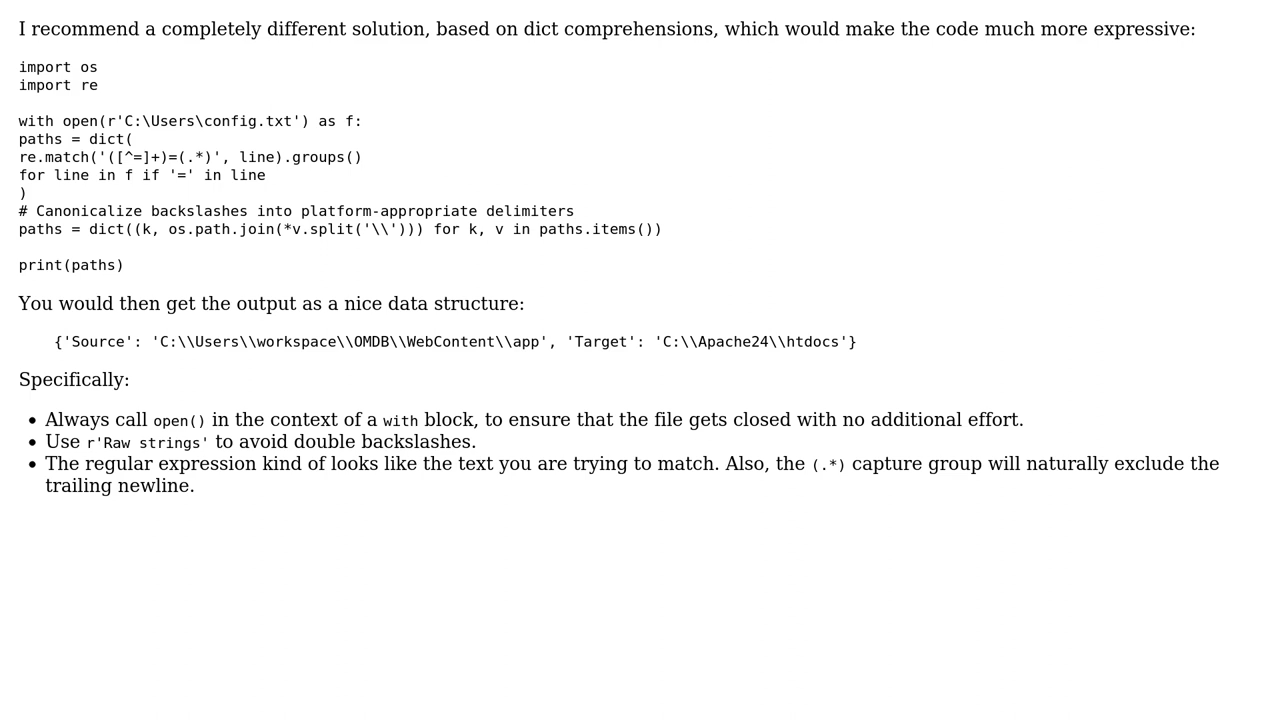 I recommend a completely different solution, based on dict comprehensions, which would make the code much more expressive:
import os
import re
with open(r'C:\Users\config.txt') as f:
paths = dict(
re.match('([^=]+)=(.*)', line).groups()
for line in f if '=' in line
)
# Canonicalize backslashes into platform-appropriate delimiters
paths = dict((k, os.path.join(*v.split('\\'))) for k, v in paths.items())
print(paths)
You would then get the output as a nice data structure:
{'Source': 'C:\\Users\\workspace\\OMDB\\WebContent\\app', 'Target': 'C:\\Apache24\\htdocs'}
Specifically:
• Always call open() in the context of a with block, to ensure that the file gets closed with no additional effort.
• Use r'Raw strings' to avoid double backslashes.
• The regular expression kind of looks like the text you are trying to match. Also, the (.*) capture group will naturally exclude the
trailing newline.